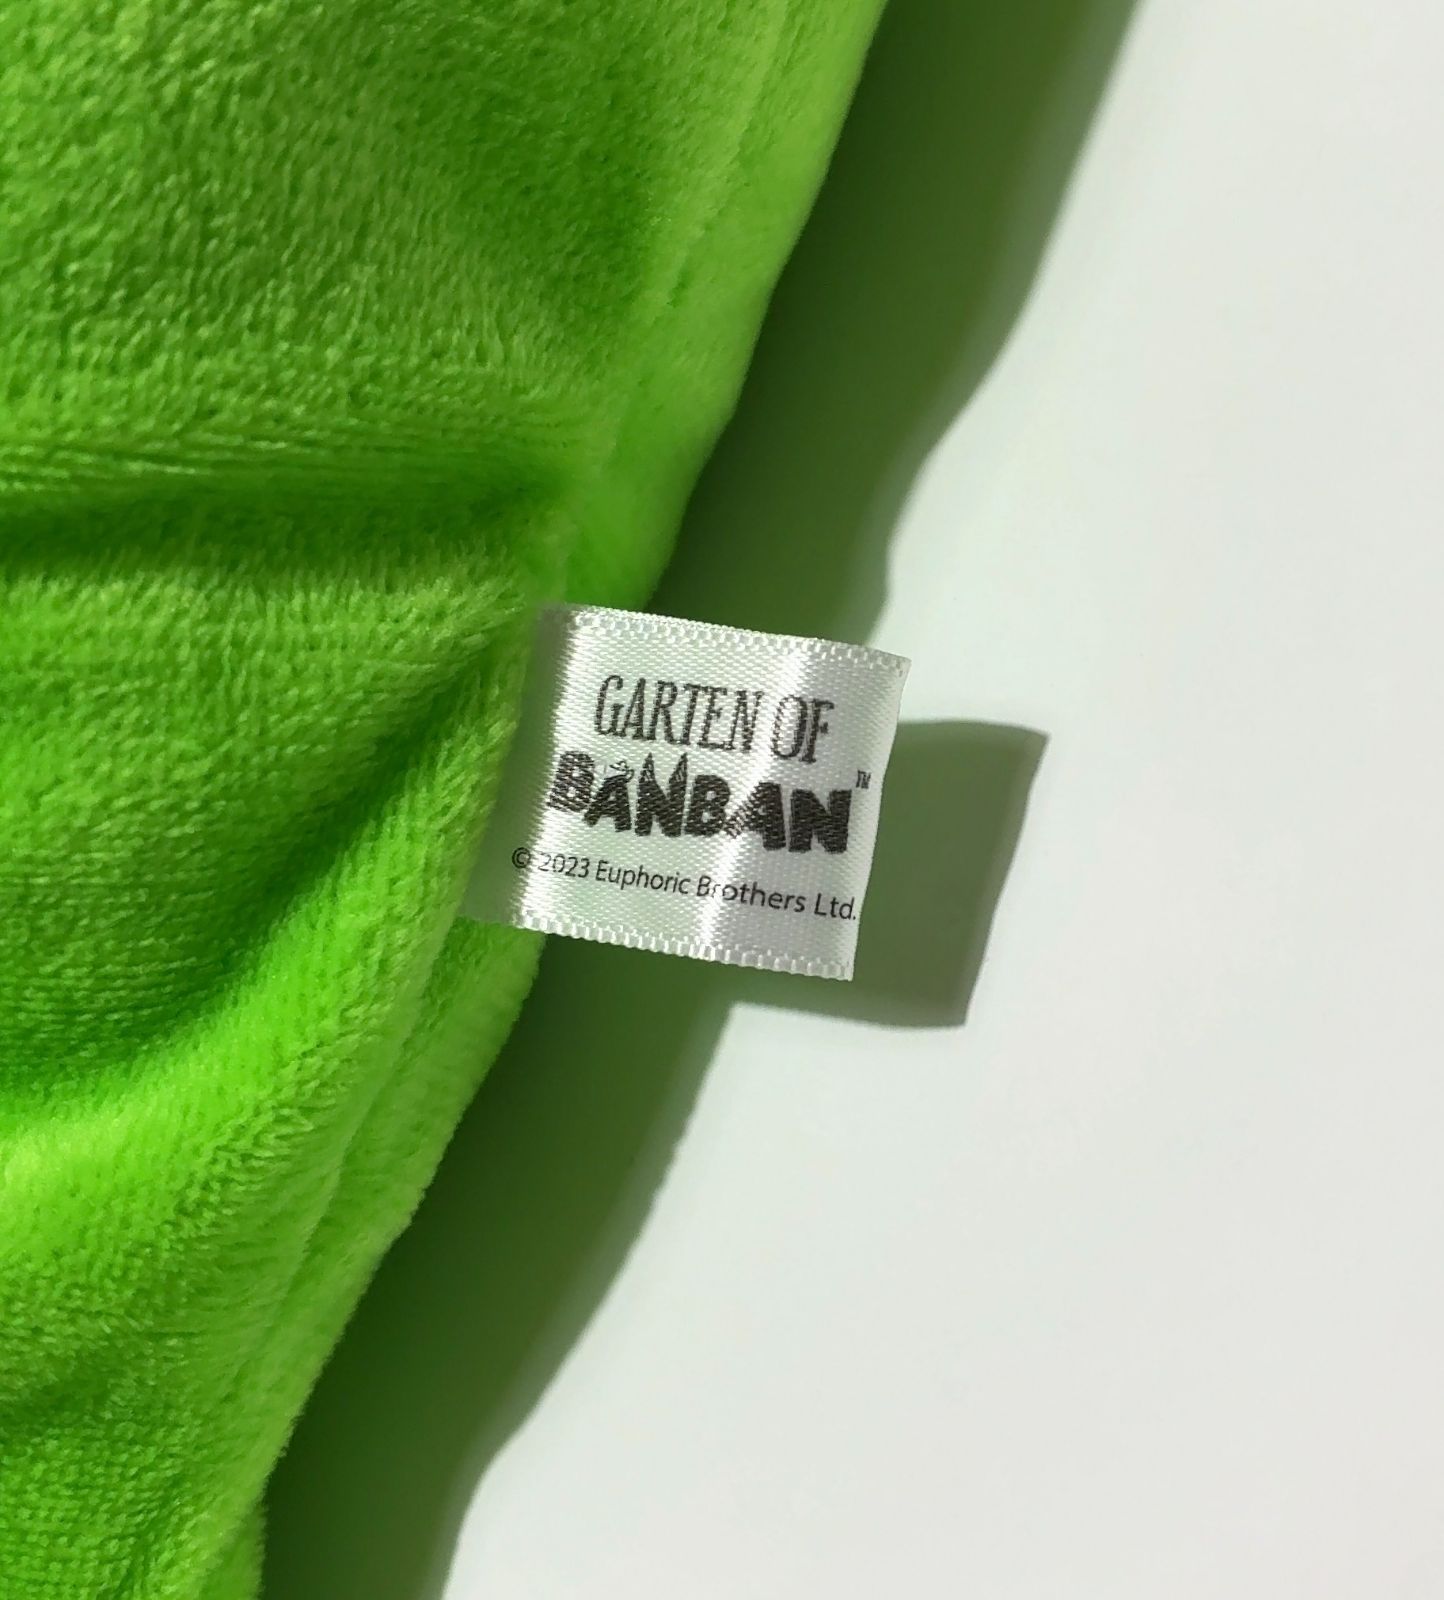 GARTEN OF
BANBAN™
© 2023 Euphoric Brothers Ltd.